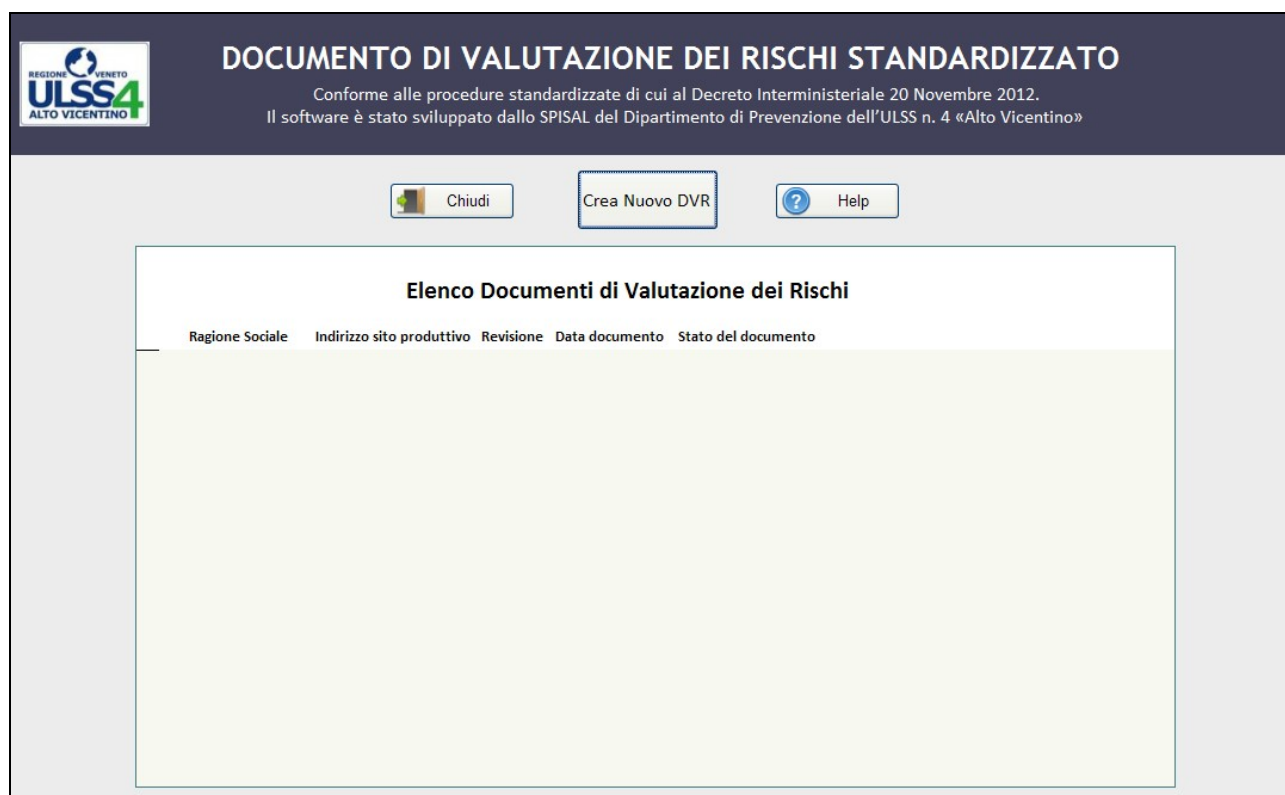 REGIONE VENETO
ULSS4
ALTO VICENTINO
DOCUMENTO DI VALUTAZIONE DEI RISCHI STANDARDIZZATO
Conforme alle procedure standardizzate di cui al Decreto Interministeriale 20 Novembre 2012.
Il software è stato sviluppato dallo SPISAL del Dipartimento di Prevenzione dell'ULSS n. 4 «Alto Vicentino»
Chiudi Crea Nuovo DVR ? Help
Elenco Documenti di Valutazione dei Rischi
Ragione Sociale Indirizzo sito produttivo Revisione Data documento Stato del documento